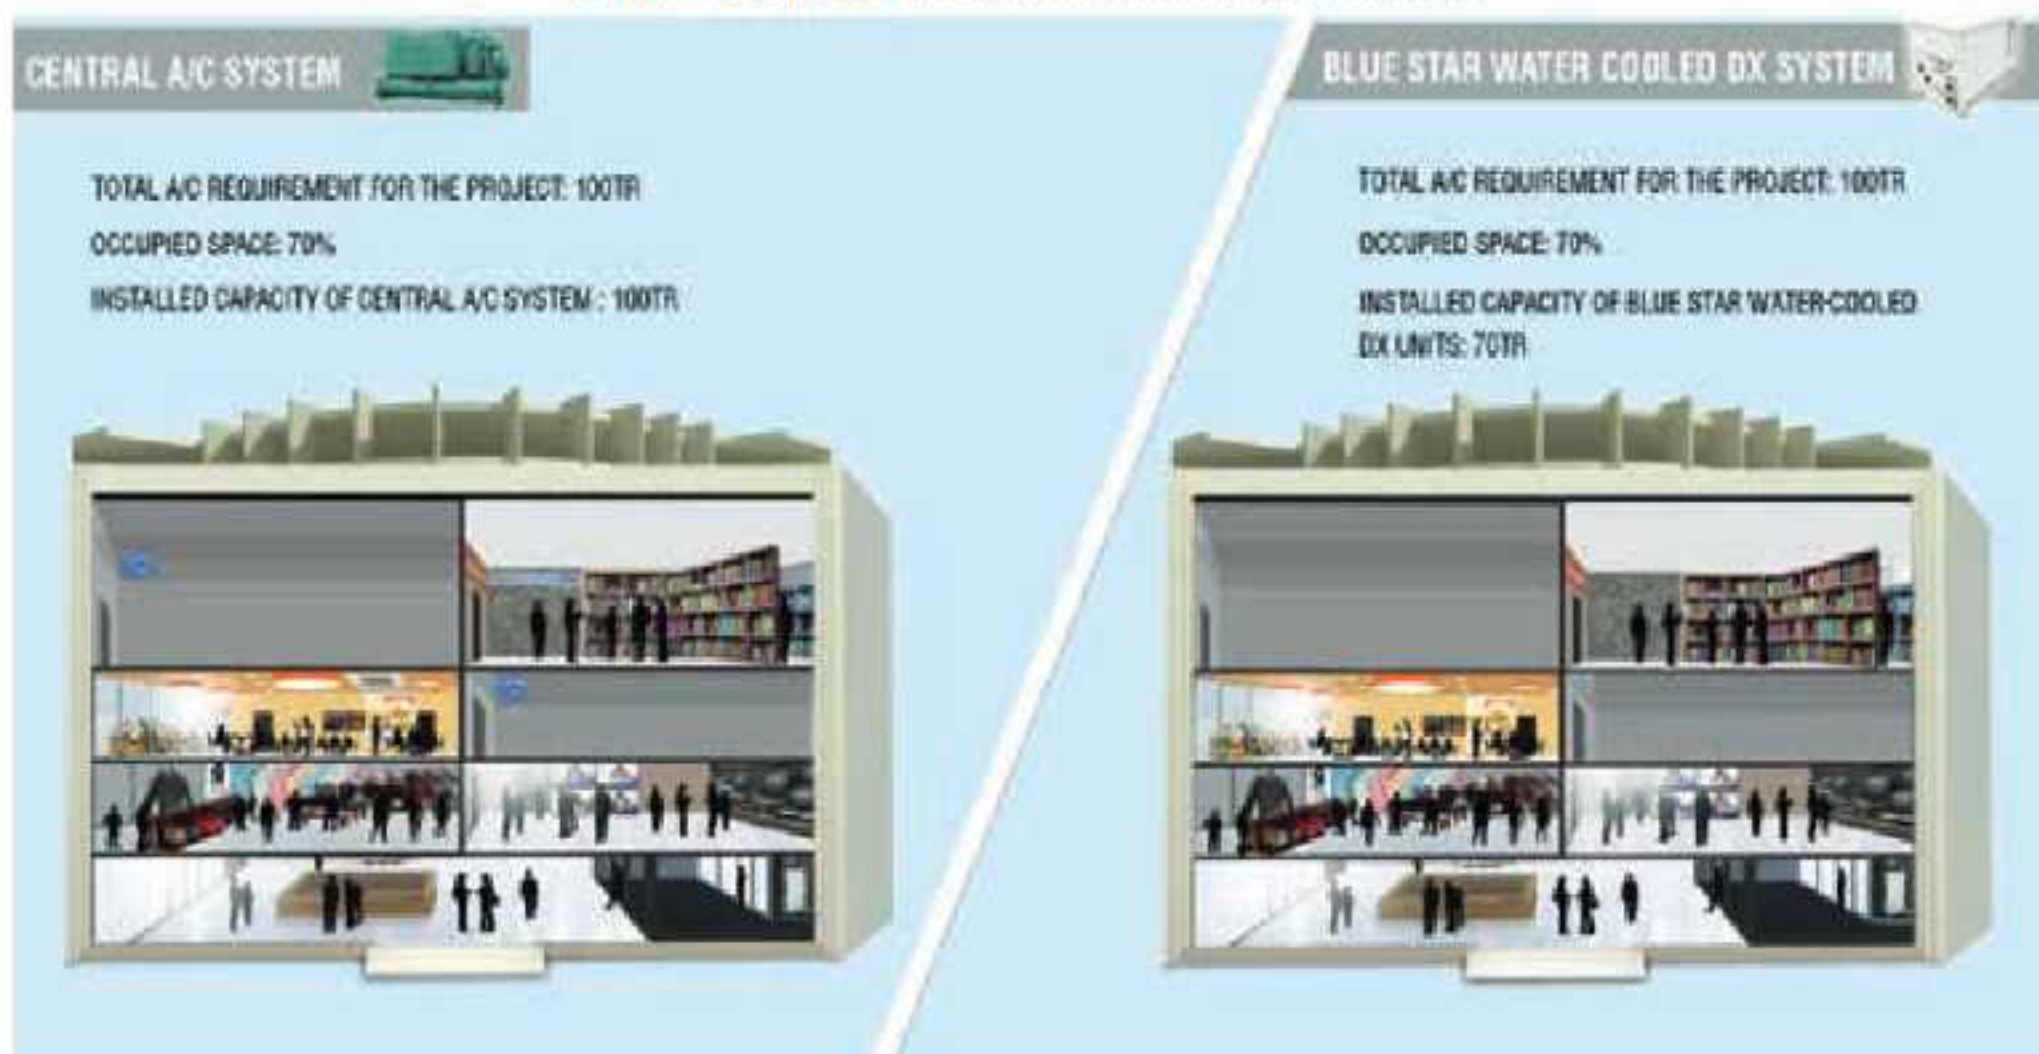 CENTRAL A/C SYSTEM
TOTAL A/C REQUIREMENT FOR THE PROJECT: 100TR
OCCUPIED SPACE: 70%
INSTALLED CAPACITY OF CENTRAL A/C SYSTEM : 100TR
BLUE STAR WATER COOLED DX SYSTEM
TOTAL A/C REQUIREMENT FOR THE PROJECT: 100TR
OCCUPIED SPACE: 70%
INSTALLED CAPACITY OF BLUE STAR WATER-COOLED
DX UNITS: 70TR